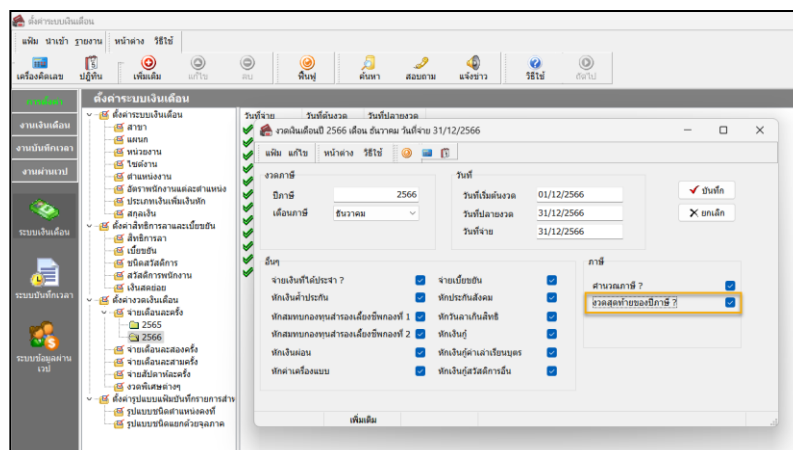 ตั้งค่าระบบเงินเดือน
แฟ้ม นำเข้า รายงาน หน้าต่าง วิธีใช้
เครื่องคิดเลข ปฏิทิน เพิ่มเติม แก้ไข ลบ ฟื้นฟู ค้นหา สอบถาม แจ้งข่าว วิธีใช้ ถัดไป
การตั้งค่า
งานเงินเดือน
งานบันทึกเวลา
งานผ่านเวป
ระบบเงินเดือน
ระบบบันทึกเวลา
ระบบข้อมูลผ่าน
เวป
ตั้งค่าระบบเงินเดือน
ตั้งค่าระบบเงินเดือน
สาขา
แผนก
หน่วยงาน
ไซด์งาน
ตำแหน่งงาน
อัตราพนักงานแต่ละตำแหน่ง
ประเภทเงินเพิ่มเงินหัก
สกุลเงิน
ตั้งค่าสิทธิการลาและเบี้ยขยัน
สิทธิการลา
เบี้ยขยัน
ชนิดสวัสดิการ
สวัสดิการพนักงาน
เงินสดย่อย
ตั้งค่างวดเงินเดือน
จ่ายเดือนละครั้ง
2565
2566
จ่ายเดือนละสองครั้ง
จ่ายเดือนละสามครั้ง
จ่ายสัปดาห์ละครั้ง
งวดพิเศษต่างๆ
ตั้งค่ารูปแบบแฟ้มบันทึกรายการสำห
รูปแบบชนิดตำแหน่งคงที่
รูปแบบชนิดแยกด้วยจุลภาค
วันที่จ่าย วันที่ต้นงวด วันที่ปลายงวด
งวดเงินเดือนปี 2566 เดือน ธันวาคม วันที่จ่าย 31/12/2566
แฟ้ม แก้ไข หน้าต่าง วิธีใช้
งวดภาษี
ปีภาษี 2566
เดือนภาษี ธันวาคม
วันที่
วันที่เริ่มต้นงวด 01/12/2566
วันที่ปลายงวด 31/12/2566
วันที่จ่าย 31/12/2566
บันทึก
ยกเลิก
อื่นๆ
จ่ายเงินที่ได้ประจำ ? จ่ายเบี้ยขยัน
หักเงินค้ำประกัน หักประกันสังคม
หักสมทบกองทุนสำรองเลี้ยงชีพกองที่ 1 หักวันลาเกินสิทธิ์
หักสมทบกองทุนสำรองเลี้ยงชีพกองที่ 2 หักเงินกู้
หักเงินผ่อน หักเงินกู้ค่าเล่าเรียนบุตร
หักค่าเครื่องแบบ หักเงินกู้สวัสดิการอื่น
ภาษี
คำนวณภาษี ?
งวดสุดท้ายของปีภาษี ?
เพิ่มเติม